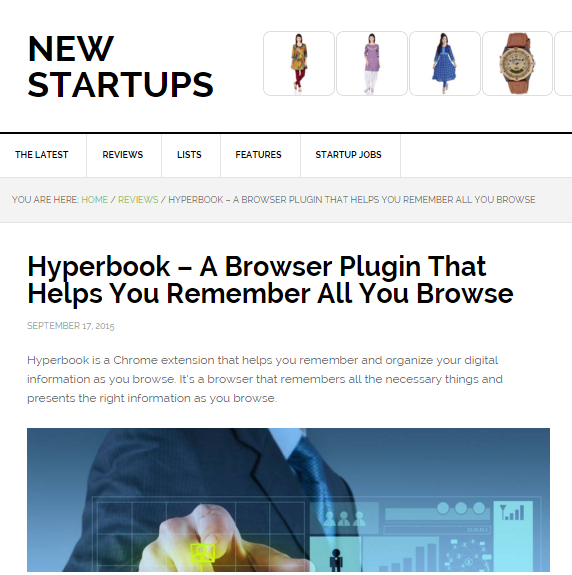 NEW
STARTUPS
THE LATEST REVIEWS LISTS FEATURES STARTUP JOBS
YOU ARE HERE: HOME / REVIEWS / HYPERBOOK – A BROWSER PLUGIN THAT HELPS YOU REMEMBER ALL YOU BROWSE
Hyperbook – A Browser Plugin That
Helps You Remember All You Browse
SEPTEMBER 17, 2015
Hyperbook is a Chrome extension that helps you remember and organize your digital
information as you browse. It's a browser that remembers all the necessary things and
presents the right information as you browse.